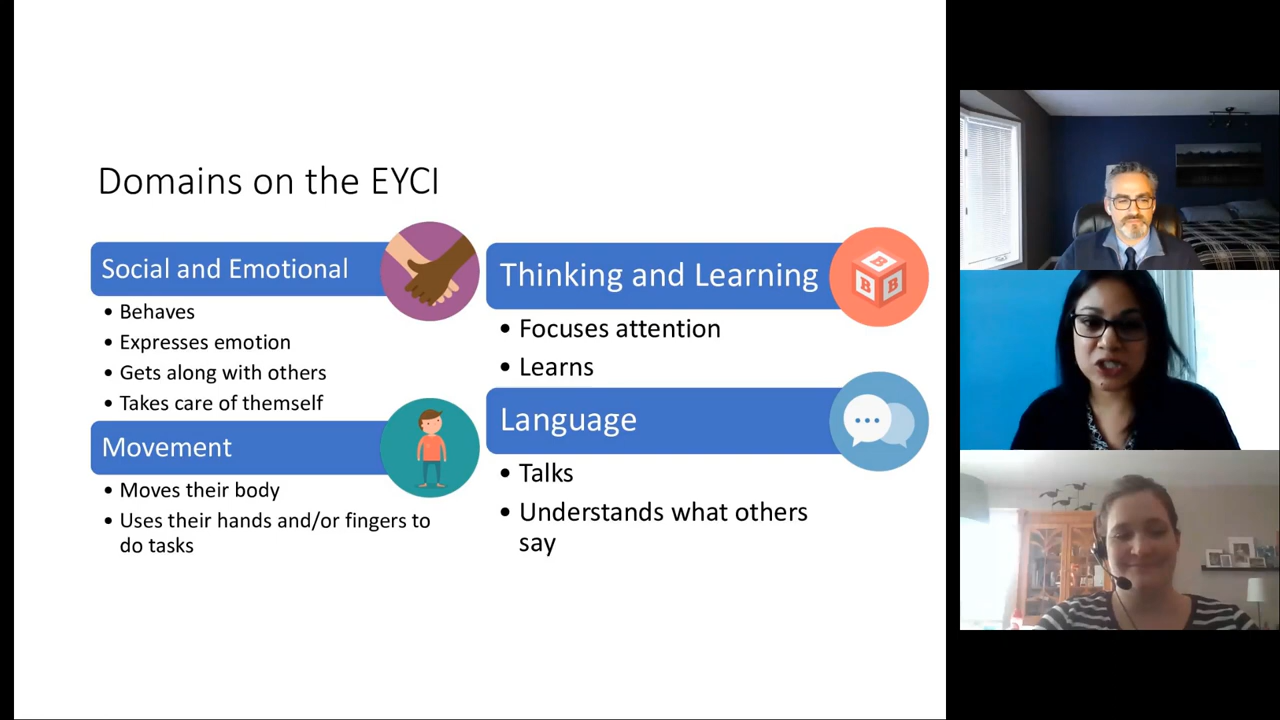 Domains on the EYCI
Social and Emotional
• Behaves
• Expresses emotion
• Gets along with others
• Takes care of themself
Movement
• Moves their body
• Uses their hands and/or fingers to
do tasks
Thinking and Learning
• Focuses attention
• Learns
Language
• Talks
• Understands what others
say
B
B
B